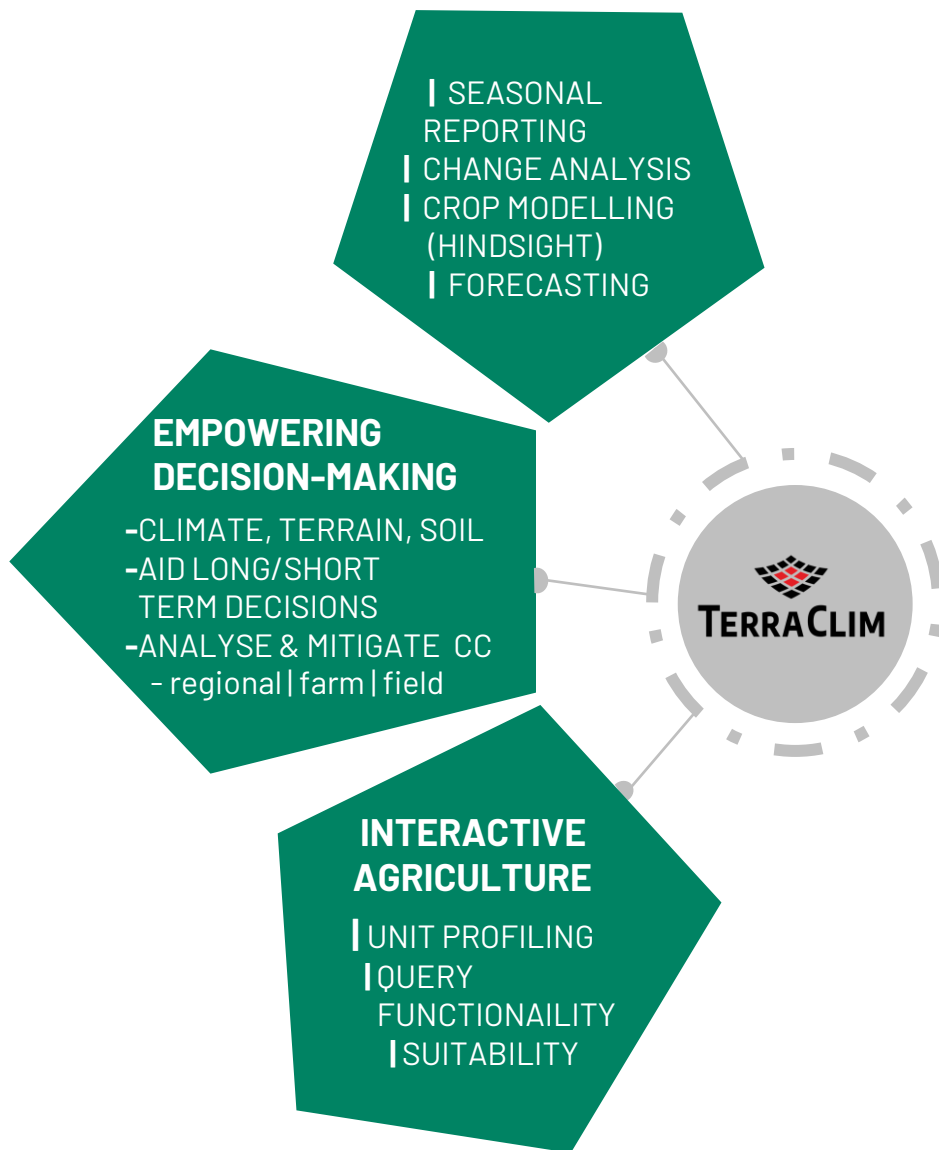 | SEASONAL
REPORTING
| CHANGE ANALYSIS
| CROP MODELLING
(HINDSIGHT)
| FORECASTING
EMPOWERING
DECISION-MAKING
-CLIMATE, TERRAIN, SOIL
-AID LONG/SHORT
TERM DECISIONS
-ANALYSE & MITIGATE CC
- regional | farm | field
TERRACLIM
INTERACTIVE
AGRICULTURE
| UNIT PROFILING
| QUERY
FUNCTIONAILITY
| SUITABILITY